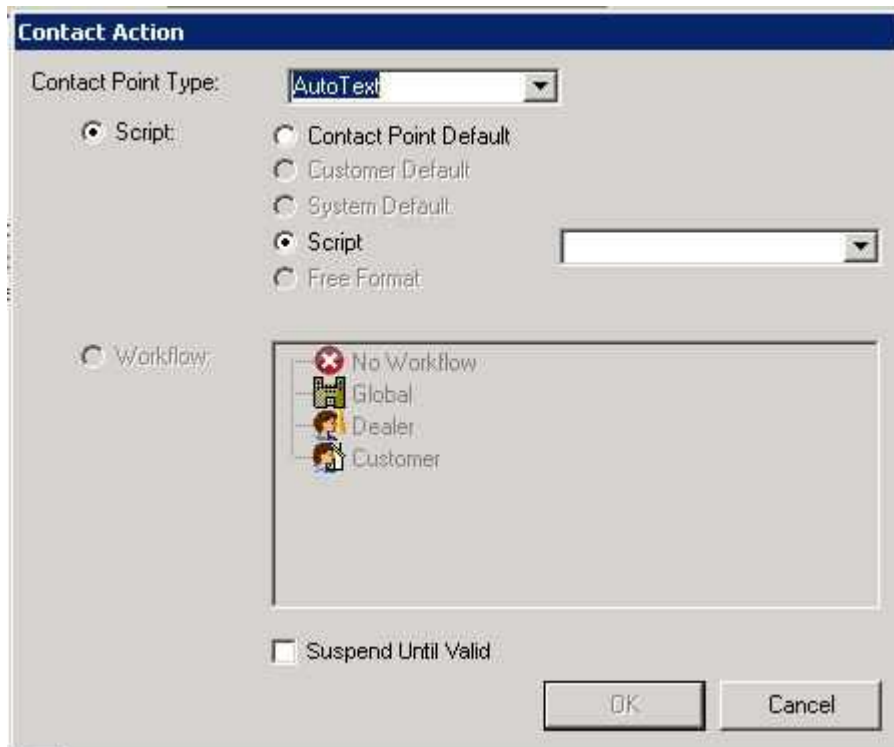 Contact Action
Contact Point Type: AutoText
Script: Contact Point Default
Customer Default
System Default
Script
Free Format
Workflow: No Workflow
Global
Dealer
Customer
Suspend Until Valid
OK Cancel